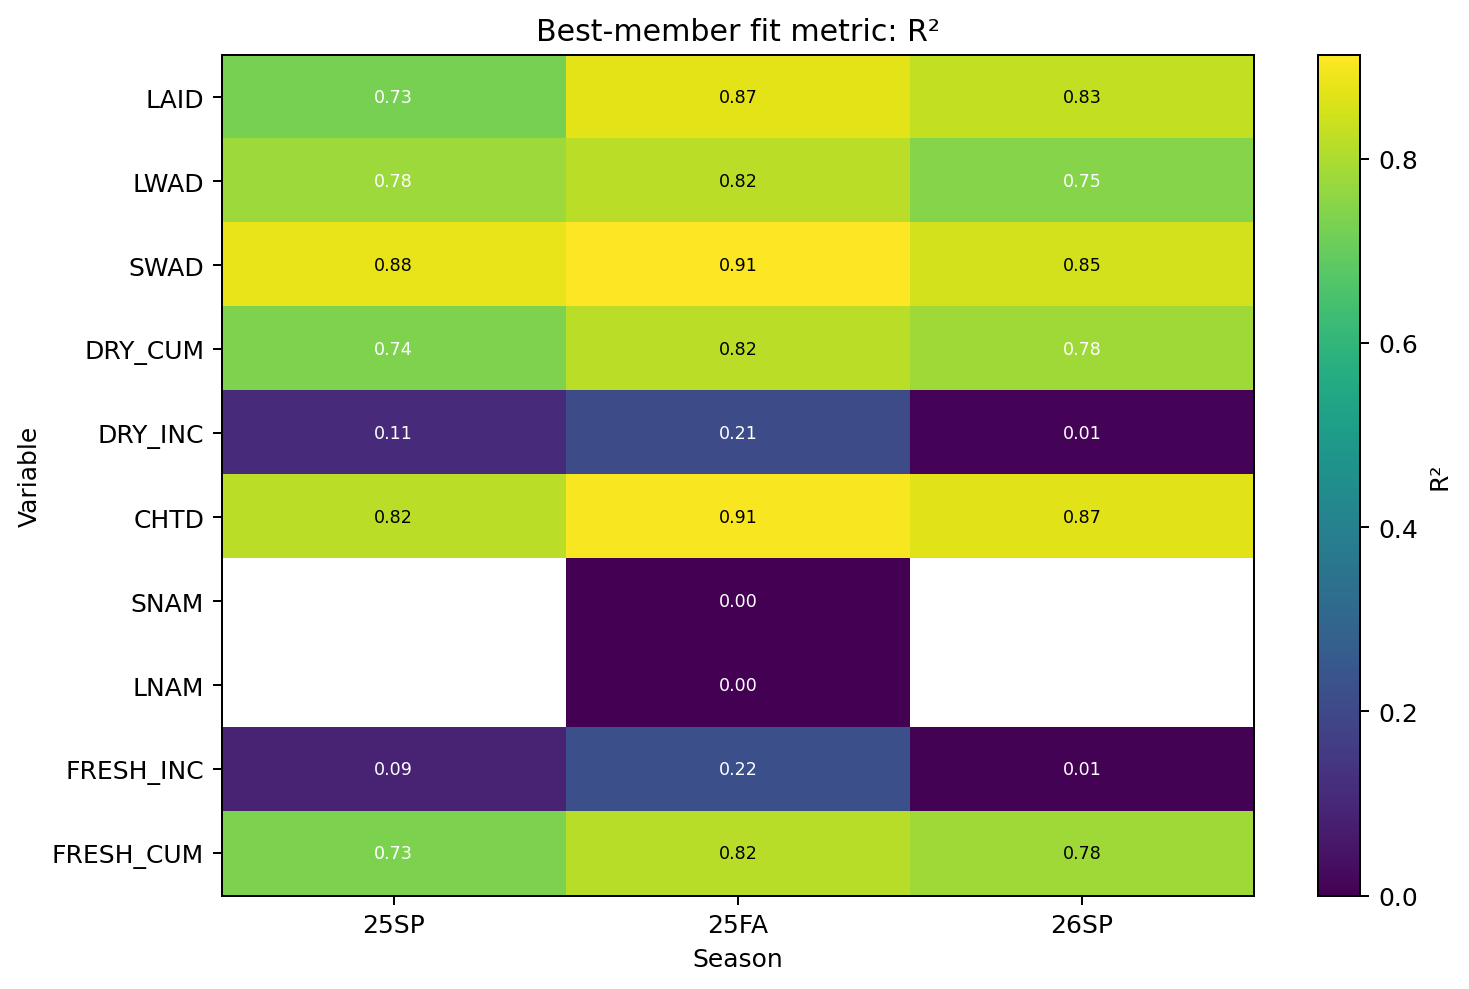 Best-member fit metric: R²
LAID 0.73 0.87 0.83
LWAD 0.78 0.82 0.75
SWAD 0.88 0.91 0.85
DRY_CUM 0.74 0.82 0.78
DRY_INC 0.11 0.21 0.01
CHTD 0.82 0.91 0.87
SNAM 0.00
LNAM 0.00
FRESH_INC 0.09 0.22 0.01
FRESH_CUM 0.73 0.82 0.78
25SP 25FA 26SP
Season
Variable
0.8
0.6
0.4
0.2
0.0
R²